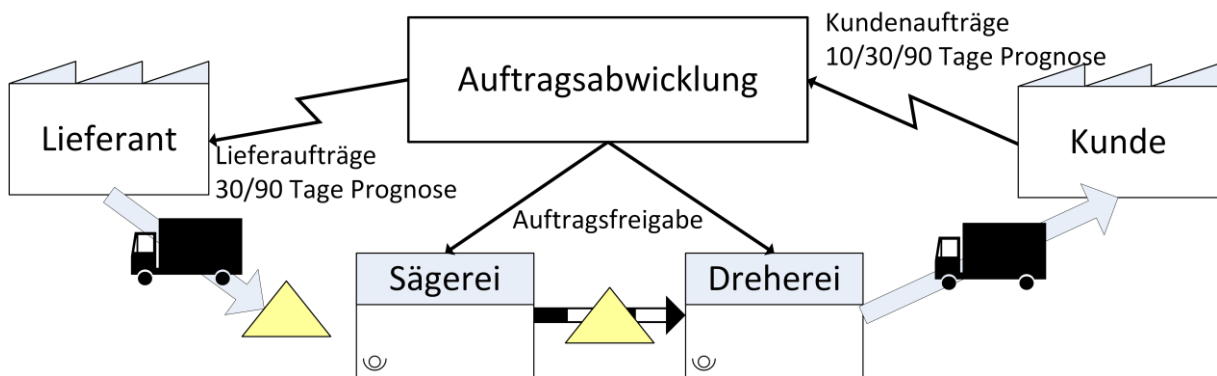 Kundenaufträge
10/30/90 Tage Prognose
Auftragsabwicklung
Lieferant
Kunde
Lieferaufträge
30/90 Tage Prognose
Auftragsfreigabe
Sägerei
Dreherei